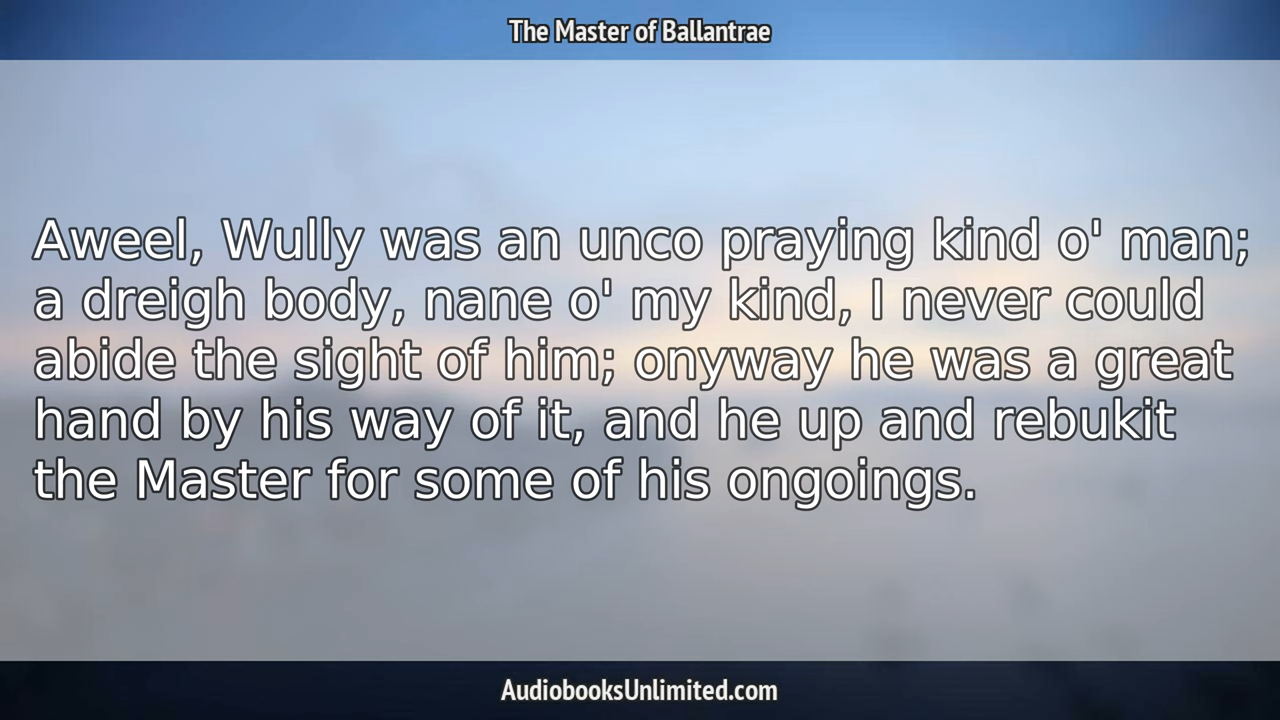 The Master of Ballantrae
Aweel, Wully was an unco praying kind o' man;
a dreigh body, nane o' my kind, I never could
abide the sight of him; onyway he was a great
hand by his way of it, and he up and rebukit
the Master for some of his ongoings.
AudiobooksUnlimited.com